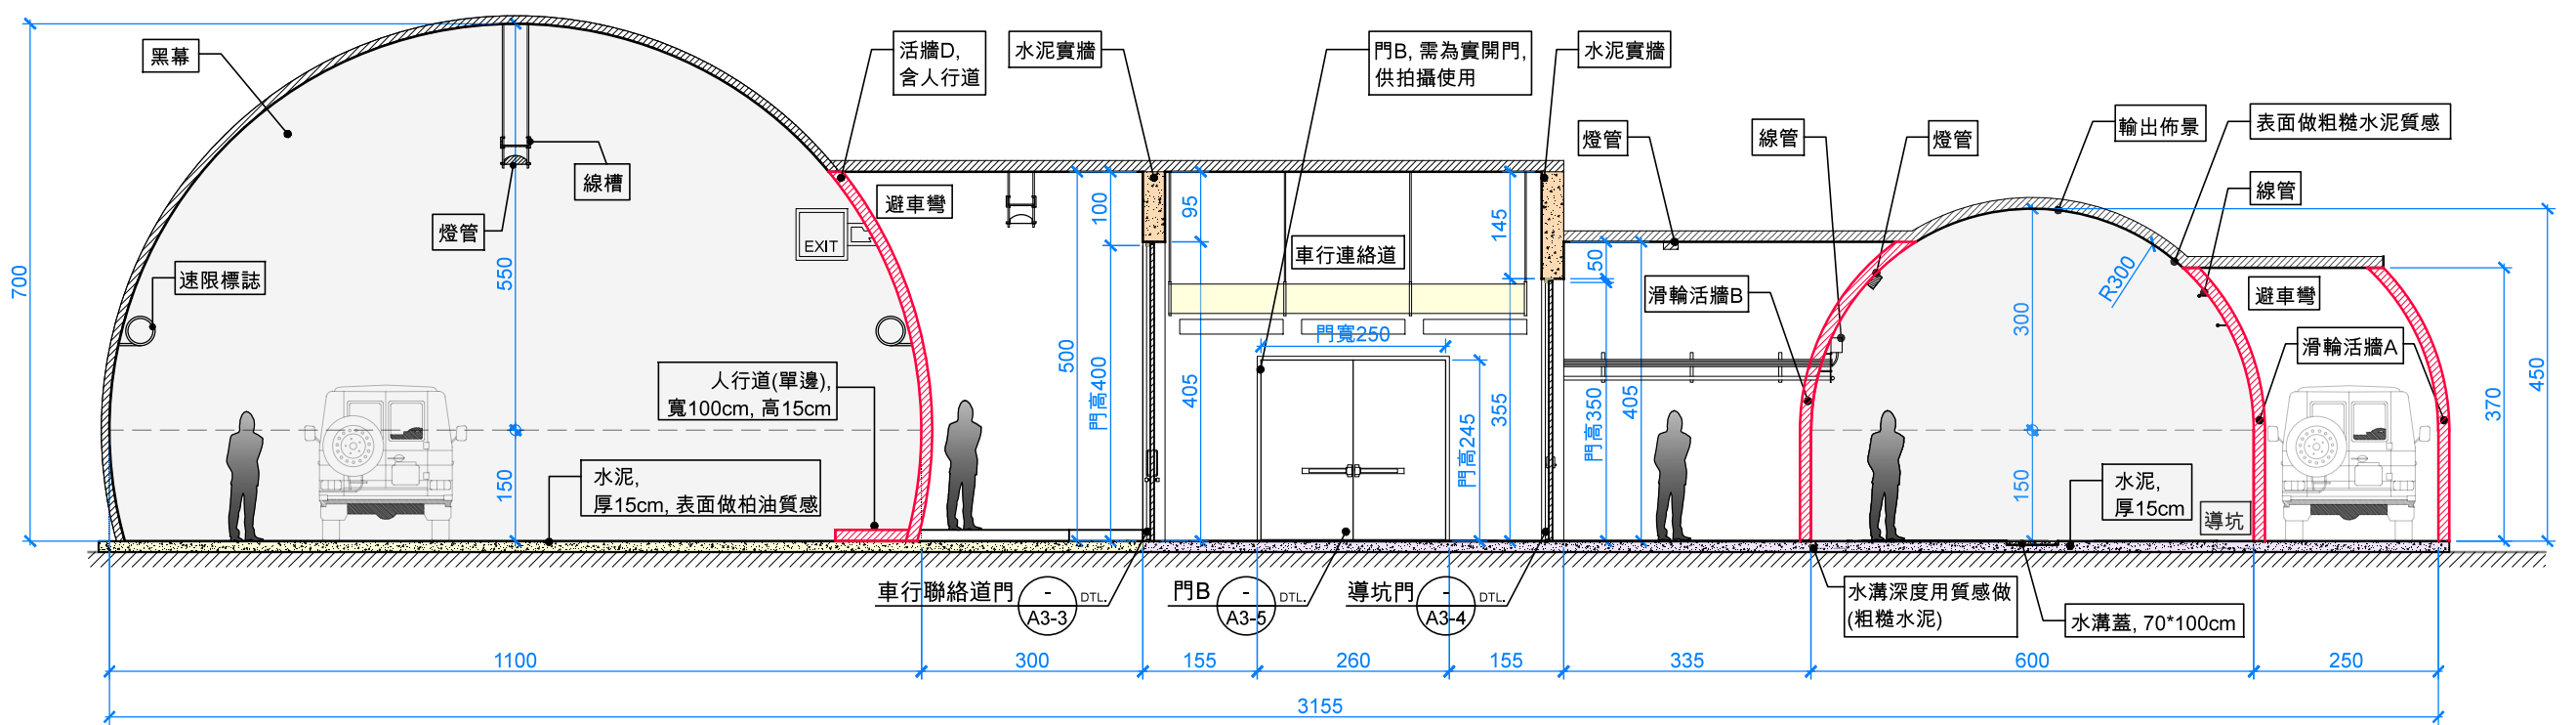 黑幕
活牆D,
含人行道
水泥實牆
門B, 需為實開門,
供拍攝使用
水泥實牆
燈管
線管
燈管
輸出佈景
表面做粗糙水泥質感
線槽
燈管
避車彎
EXIT
速限標誌
車行連絡道
滑輪活牆B
線管
避車彎
滑輪活牆A
人行道(單邊),
寬100cm, 高15cm
水泥,
厚15cm, 表面做柏油質感
水泥,
厚15cm
導坑
700
550
150
500
100
門高400
95
405
145
355
門寬250
門高245
50
門高350
405
R300
300
150
370
450
車行聯絡道門
-
A3-3
DTL.
門B
-
A3-5
DTL.
導坑門
-
A3-4
DTL.
水溝深度用質感做
(粗糙水泥)
水溝蓋, 70*100cm
1100
300
155
260
155
335
600
250
3155